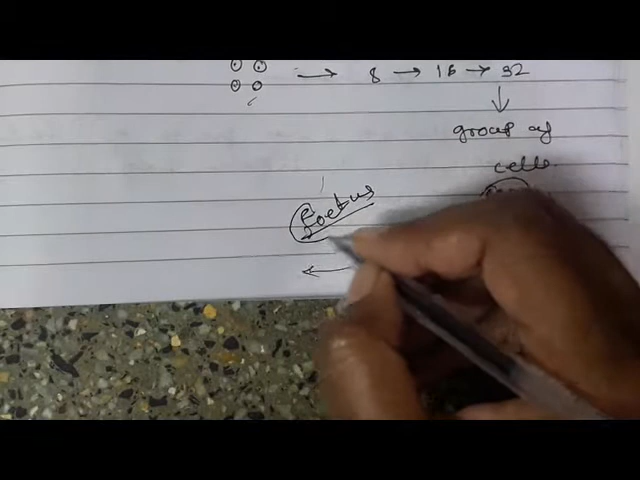 → 8 → 16 → 32
↓
group of
cells
foetus
←